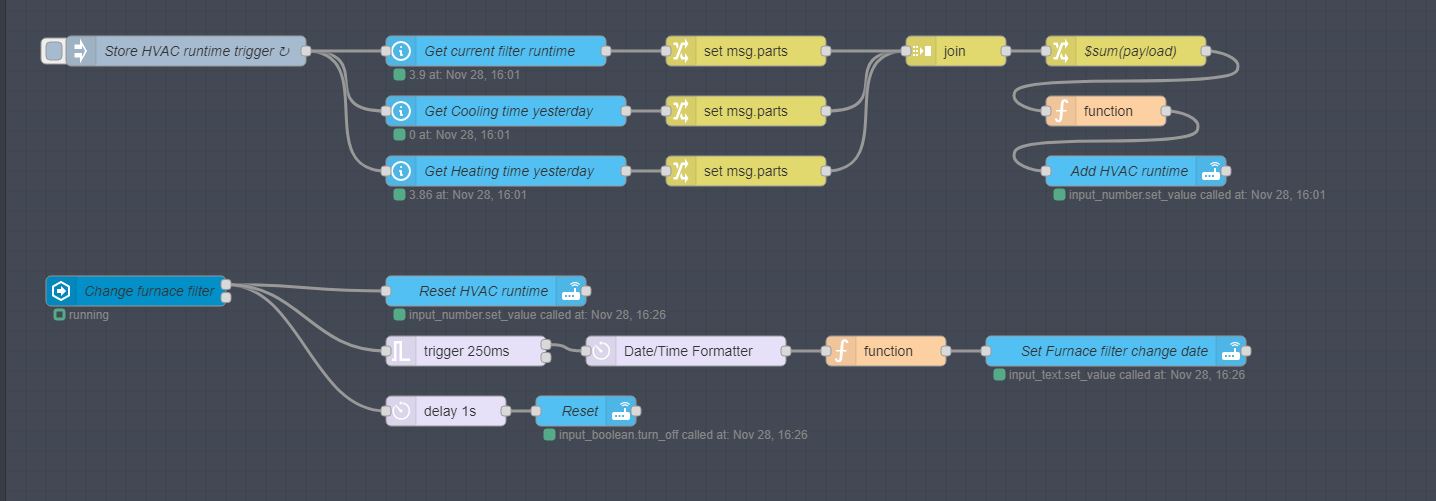 Store HVAC runtime trigger ↻
Get current filter runtime
set msg.parts
join
$sum(payload)
3.9 at: Nov 28, 16:01
Get Cooling time yesterday
set msg.parts
function
0 at: Nov 28, 16:01
Get Heating time yesterday
set msg.parts
Add HVAC runtime
3.86 at: Nov 28, 16:01
input_number.set_value called at: Nov 28, 16:01
Change furnace filter
Reset HVAC runtime
running
input_number.set_value called at: Nov 28, 16:26
trigger 250ms
Date/Time Formatter
function
Set Furnace filter change date
input_text.set_value called at: Nov 28, 16:26
delay 1s
Reset
input_boolean.turn_off called at: Nov 28, 16:26